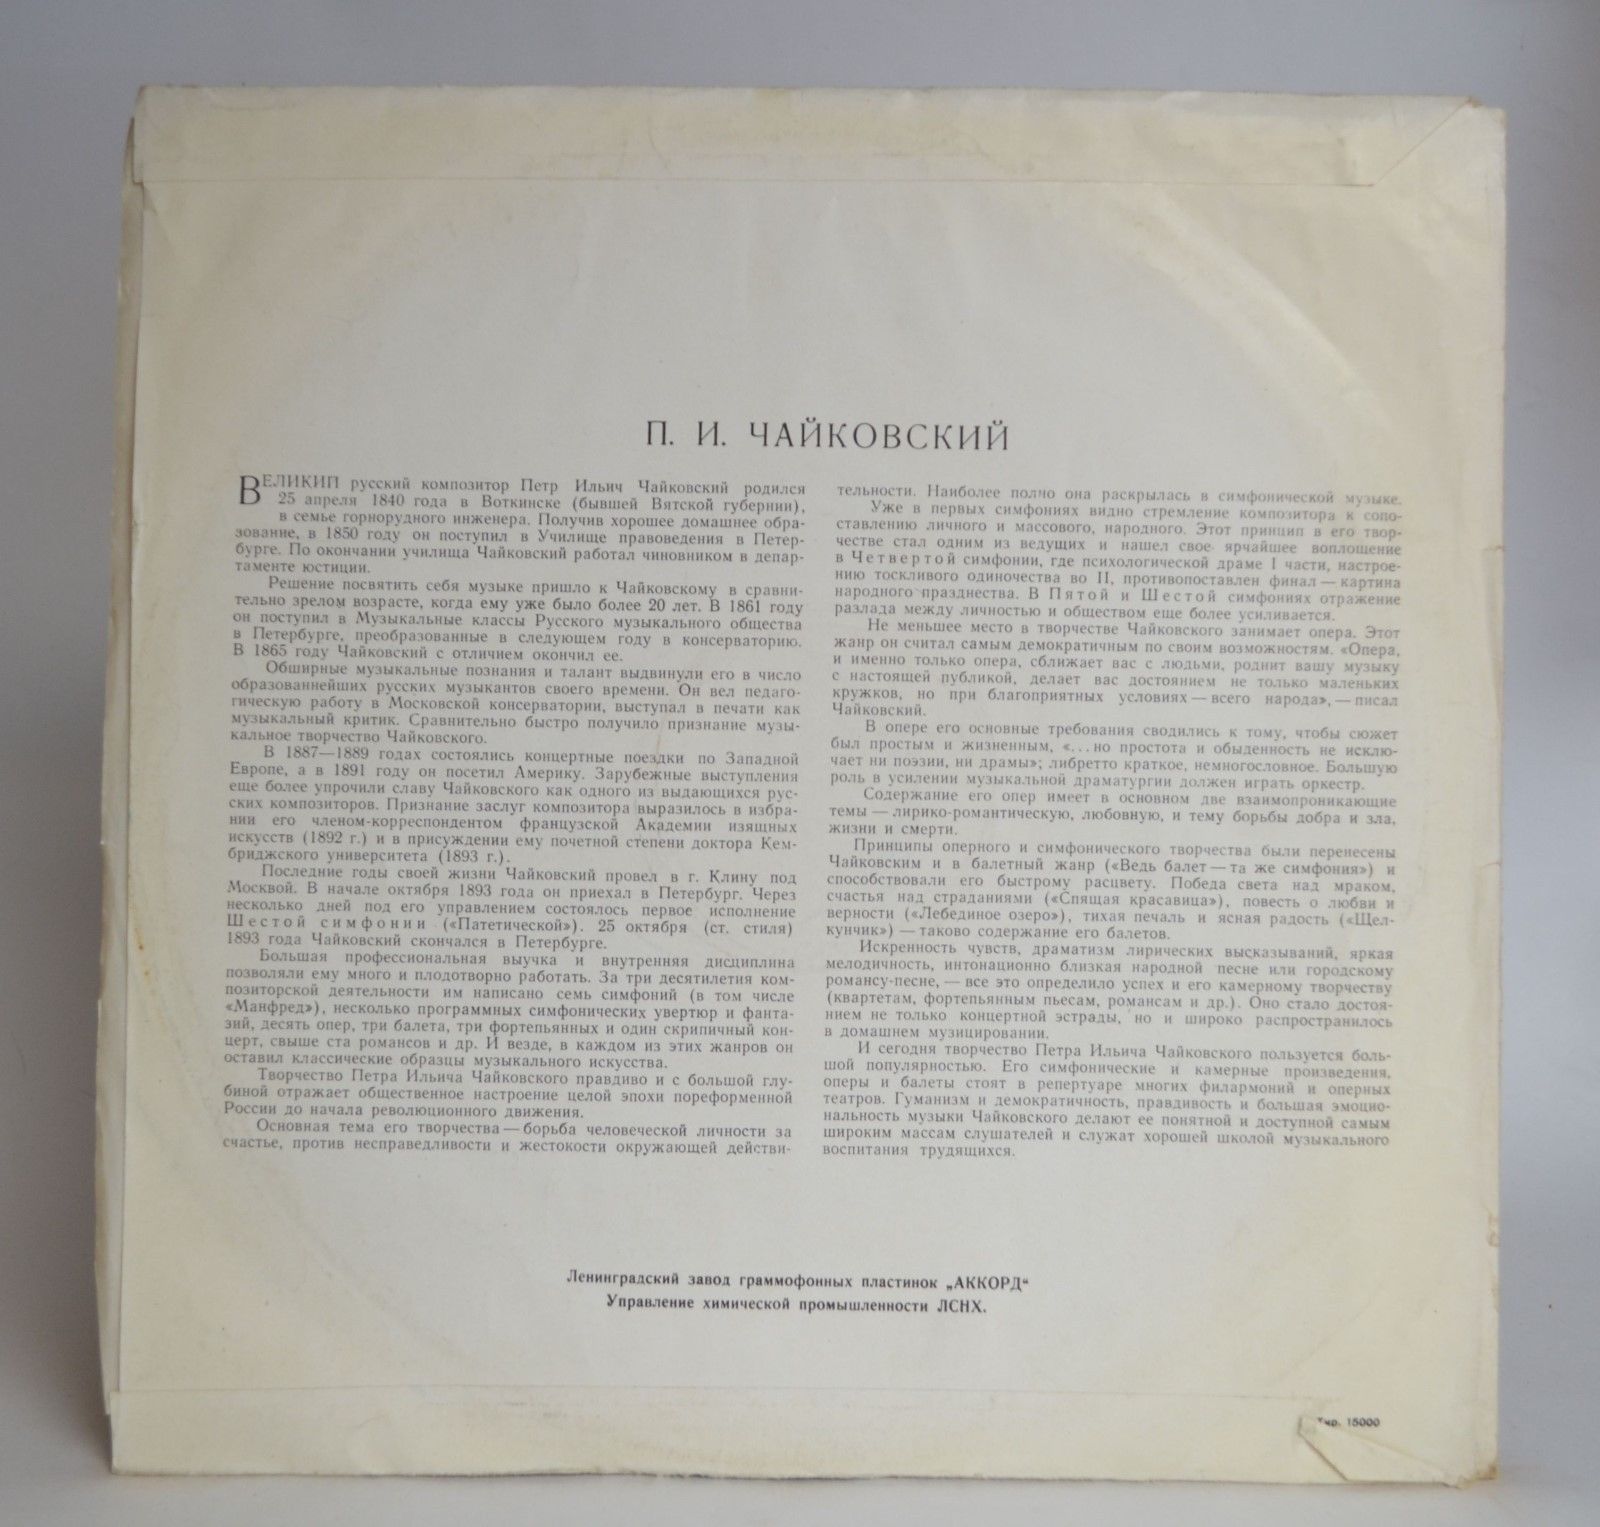 П. И. ЧАЙКОВСКИЙ
ВЕЛИКИЙ русский композитор Петр Ильич Чайковский родился
25 апреля 1840 года в Воткинске (бывшей Вятской губернии),
в семье горнорудного инженера. Получив хорошее домашнее обра-
зование, в 1850 году он поступил в Училище правоведения в Петер-
бурге. По окончании училища Чайковский работал чиновником в депар-
таменте юстиции.
Решение посвятить себя музыке пришло к Чайковскому в сравни-
тельно зрелом возрасте, когда ему уже было более 20 лет. В 1861 году
он поступил в Музыкальные классы Русского музыкального общества
в Петербурге, преобразованные в следующем году в консерваторию.
В 1865 году Чайковский с отличием окончил ее.
Обширные музыкальные познания и талант выдвинули его в число
образованнейших русских музыкантов своего времени. Он вел педаго-
гическую работу в Московской консерватории, выступал в печати как
музыкальный критик. Сравнительно быстро получило признание музы-
кальное творчество Чайковского.
В 1887—1889 годах состоялись концертные поездки по Западной
Европе, а в 1891 году он посетил Америку. Зарубежные выступления
еще более упрочили славу Чайковского как одного из выдающихся рус-
ских композиторов. Признание заслуг композитора выразилось в избра-
нии его членом-корреспондентом французской Академии изящных
искусств (1892 г.) и в присуждении ему почетной степени доктора Кем-
бриджского университета (1893 г.).
Последние годы своей жизни Чайковский провел в г. Клину под
Москвой. В начале октября 1893 года он приехал в Петербург. Через
несколько дней под его управлением состоялось первое исполнение
Шестой симфонии («Патетической»). 25 октября (ст. стиля)
1893 года Чайковский скончался в Петербурге.
Большая профессиональная выучка и внутренняя дисциплина
позволяли ему много и плодотворно работать. За три десятилетия ком-
позиторской деятельности им написано семь симфоний (в том числе
«Манфред»), несколько программных симфонических увертюр и фанта-
зий, десять опер, три балета, три фортепьянных и один скрипичный кон-
церт, свыше ста романсов и др. И везде, в каждом из этих жанров он
оставил классические образцы музыкального искусства.
Творчество Петра Ильича Чайковского правдиво и с большой глу-
биной отражает общественное настроение целой эпохи пореформенной
России до начала революционного движения.
Основная тема его творчества — борьба человеческой личности за
счастье, против несправедливости и жестокости окружающей действи-
тельности. Наиболее полно она раскрылась в симфонической музыке.
Уже в первых симфониях видно стремление композитора к сопо-
ставлению личного и массового, народного. Этот принцип в его твор-
честве стал одним из ведущих и нашел свое ярчайшее воплощение
в Четвертой симфонии, где психологической драме I части, настрое-
нию тоскливого одиночества во II, противопоставлен финал — картина
народного празднества. В Пятой и Шестой симфониях отражение
разлада между личностью и обществом еще более усиливается.
Не меньшее место в творчестве Чайковского занимает опера. Этот
жанр он считал самым демократичным по своим возможностям. «Опера,
и именно только опера, сближает вас с людьми, роднит вашу музыку
с настоящей публикой, делает вас достоянием не только маленьких
кружков, но при благоприятных условиях — всего народа», — писал
Чайковский.
В опере его основные требования сводились к тому, чтобы сюжет
был простым и жизненным, «...но простота и обыденность не исклю-
чает ни поэзии, ни драмы»; либретто краткое, немногословное. Большую
роль в усилении музыкальной драматургии должен играть оркестр.
Содержание его опер имеет в основном две взаимопроникающие
темы — лирико-романтическую, любовную, и тему борьбы добра и зла,
жизни и смерти.
Принципы оперного и симфонического творчества были перенесены
Чайковским и в балетный жанр («Ведь балет — та же симфония») и
способствовали его быстрому расцвету. Победа света над мраком,
счастья над страданиями («Спящая красавица»), повесть о любви и
верности («Лебединое озеро»), тихая печаль и ясная радость («Щел-
кунчик») — таково содержание его балетов.
Искренность чувств, драматизм лирических высказываний, яркая
мелодичность, интонационно близкая народной песне или городскому
романсу-песне, — все это определило успех и его камерному творчеству
(квартетам, фортепьянным пьесам, романсам и др.). Оно стало достоя-
нием не только концертной эстрады, но и широко распространилось
в домашнем музицировании.
И сегодня творчество Петра Ильича Чайковского пользуется боль-
шой популярностью. Его симфонические и камерные произведения,
оперы и балеты стоят в репертуаре многих филармоний и оперных
театров. Гуманизм и демократичность, правдивость и большая эмоцио-
нальность музыки Чайковского делают ее понятной и доступной самым
широким массам слушателей и служат хорошей школой музыкального
воспитания трудящихся.
Ленинградский завод граммофонных пластинок „АККОРД“
Управление химической промышленности ЛСНХ.
Тир. 15000